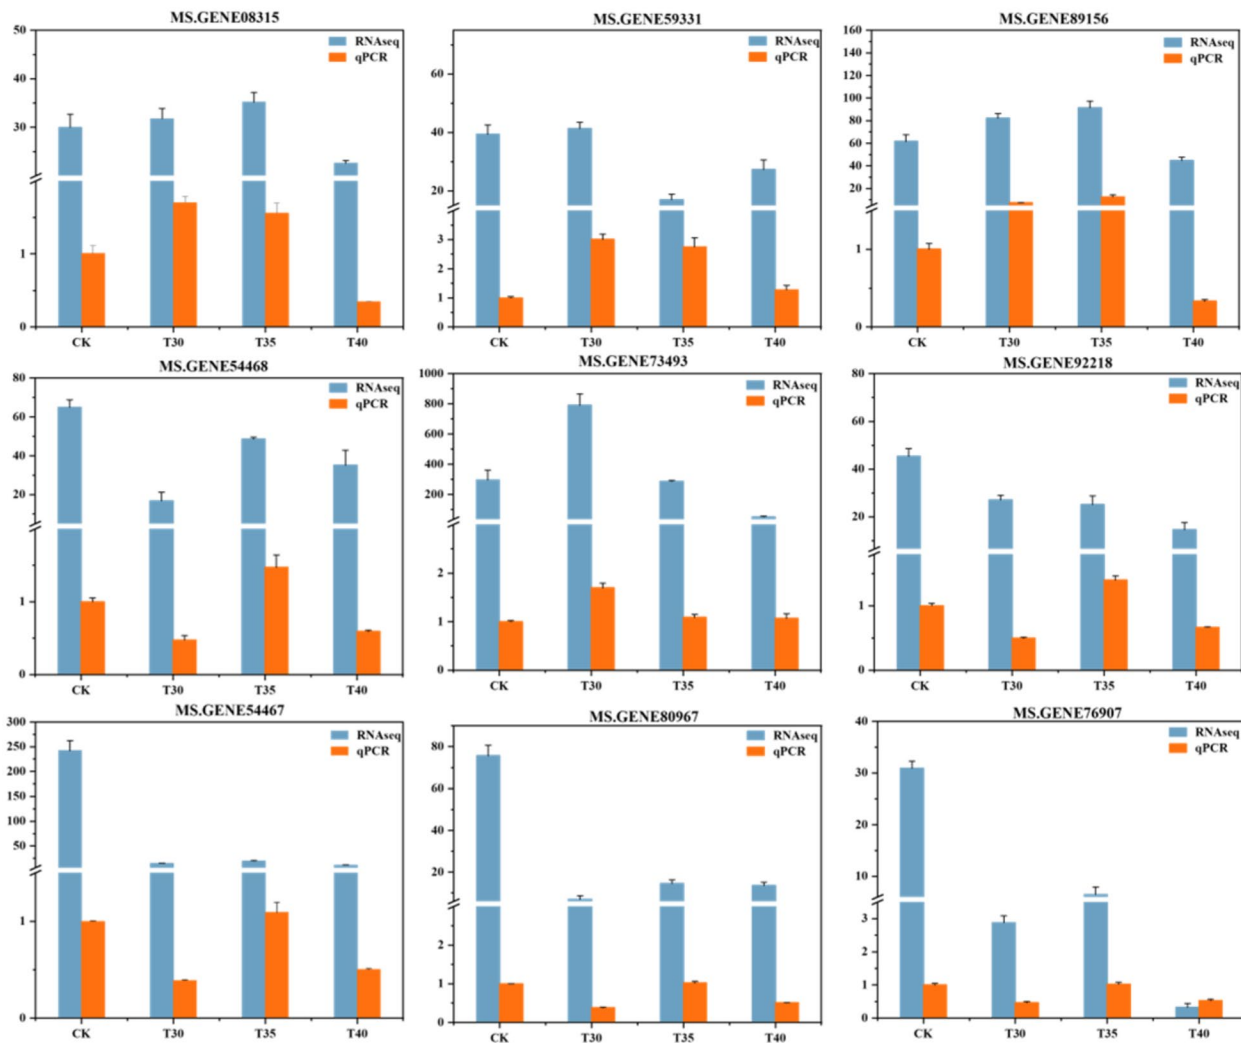 MS.GENE08315
RNAseq
qPCR
50
40
30
1
0
CK T30 T35 T40
MS.GENE59331
RNAseq
qPCR
60
40
20
3
2
1
0
CK T30 T35 T40
MS.GENE89156
RNAseq
qPCR
160
140
120
100
80
60
40
20
1
0
CK T30 T35 T40
MS.GENE54468
RNAseq
qPCR
80
60
40
20
1
0
CK T30 T35 T40
MS.GENE73493
RNAseq
qPCR
1000
800
600
400
200
2
1
0
CK T30 T35 T40
MS.GENE92218
RNAseq
qPCR
80
60
40
20
1
0
CK T30 T35 T40
MS.GENE54467
RNAseq
qPCR
300
250
200
150
100
50
1
0
CK T30 T35 T40
MS.GENE80967
RNAseq
qPCR
80
60
40
20
2
1
0
CK T30 T35 T40
MS.GENE76907
RNAseq
qPCR
40
30
20
10
3
2
1
0
CK T30 T35 T40